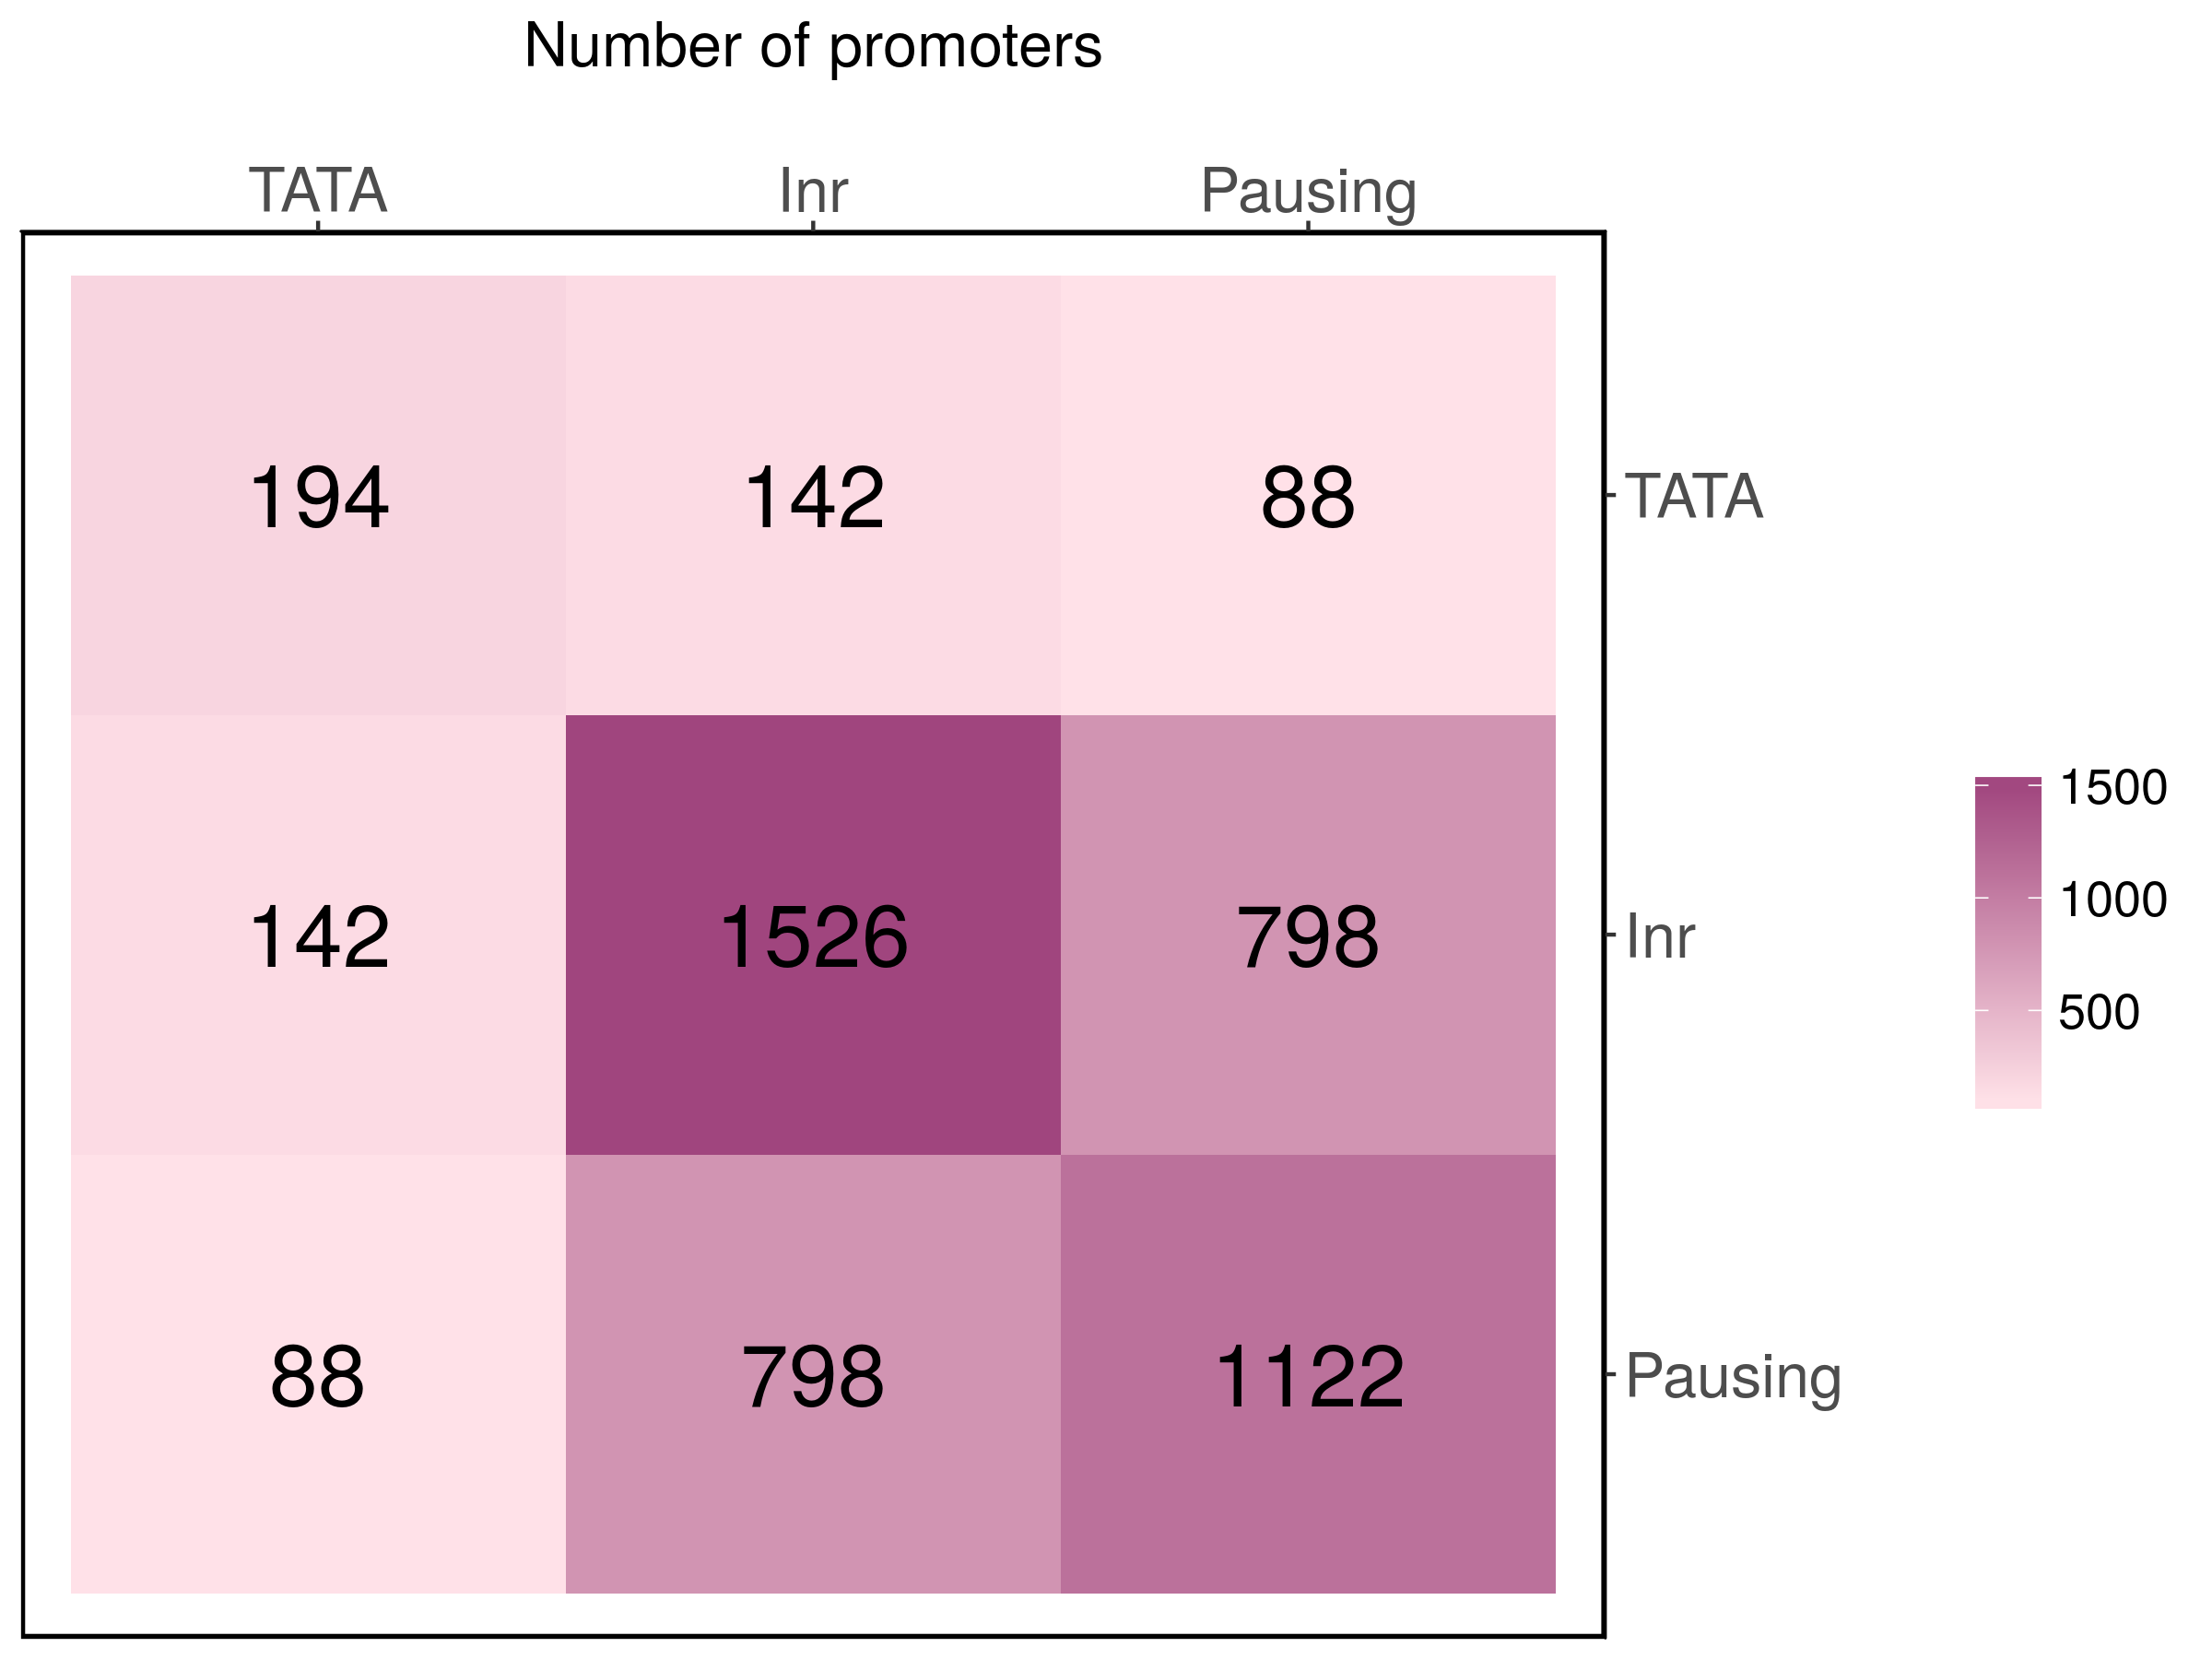 Number of promoters
TATA Inr Pausing
194 142 88 TATA
142 1526 798 Inr
88 798 1122 Pausing
1500
1000
500